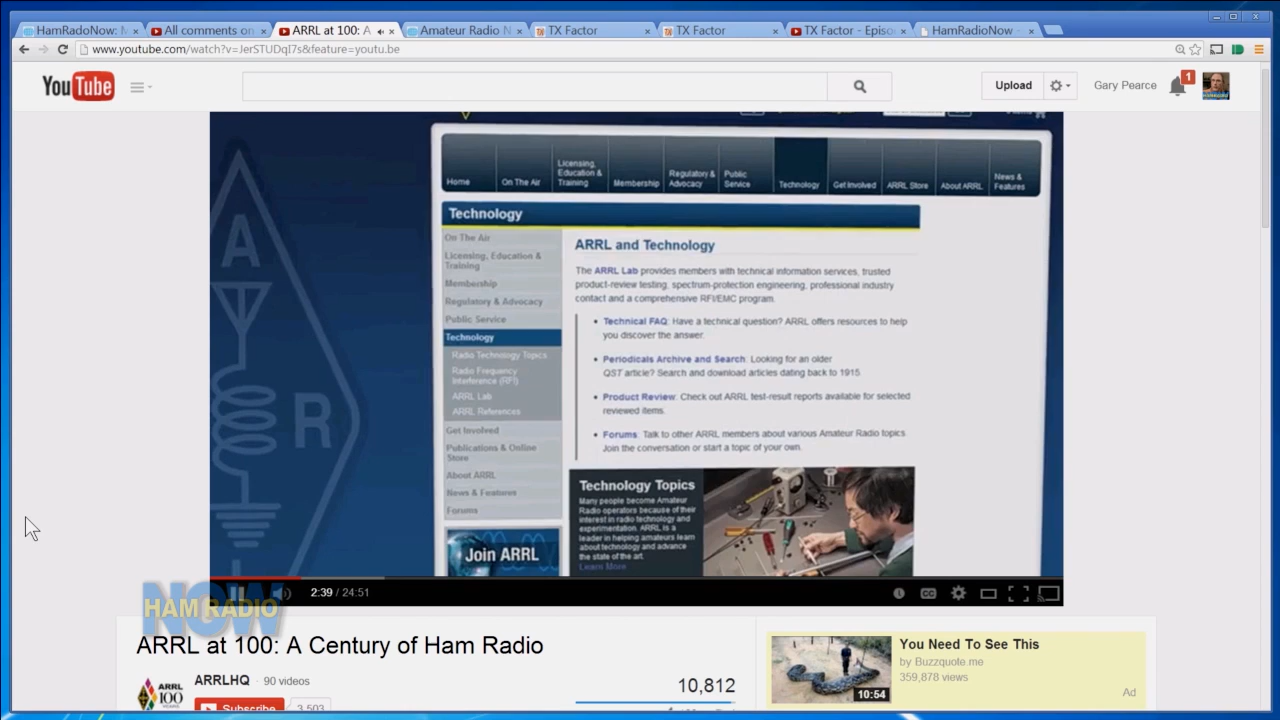 HamRadoNow: M
All comments on
ARRL at 100: A
Amateur Radio N
TX Factor
TX Factor
TX Factor - Episo
HamRadioNow
www.youtube.com/watch?v=JerSTUDqI7s&feature=youtu.be
YouTube
Upload
Gary Pearce
1
Home
On The Air
Licensing, Education & Training
Membership
Regulatory & Advocacy
Public Service
Technology
Get Involved
ARRL Store
About ARRL
News & Features
Technology
On The Air
Licensing, Education &
Training
Membership
Regulatory & Advocacy
Public Service
Technology
Radio Technology Topics
Radio Frequency
Interference (RFI)
ARRL Lab
ARRL References
Get Involved
Publications & Online
Store
About ARRL
News & Features
Forums
Join ARRL
ARRL and Technology
The ARRL Lab provides members with technical information services, trusted
product-review testing, spectrum-protection engineering, professional industry
contact and a comprehensive RFI/EMC program.
• Technical FAQ: Have a technical question? ARRL offers resources to help
you discover the answer.
• Periodicals Archive and Search: Looking for an older
QST article? Search and download articles dating back to 1915.
• Product Review: Check out ARRL test-result reports available for selected
reviewed items.
• Forums: Talk to other ARRL members about various Amateur Radio topics.
Join the conversation or start a topic of your own.
Technology Topics
Many people become Amateur
Radio operators because of their
interest in radio technology and
experimentation. ARRL is a
leader in helping amateurs learn
about technology and advance
the state of the art.
Learn More
A
R
2:39 / 24:51
CC
NOW
HAM RADIO
ARRL at 100: A Century of Ham Radio
ARRL
100
ARRLHQ · 90 videos
Subscribe
3,503
10,812
You Need To See This
by Buzzquote.me
359,878 views
10:54
Ad